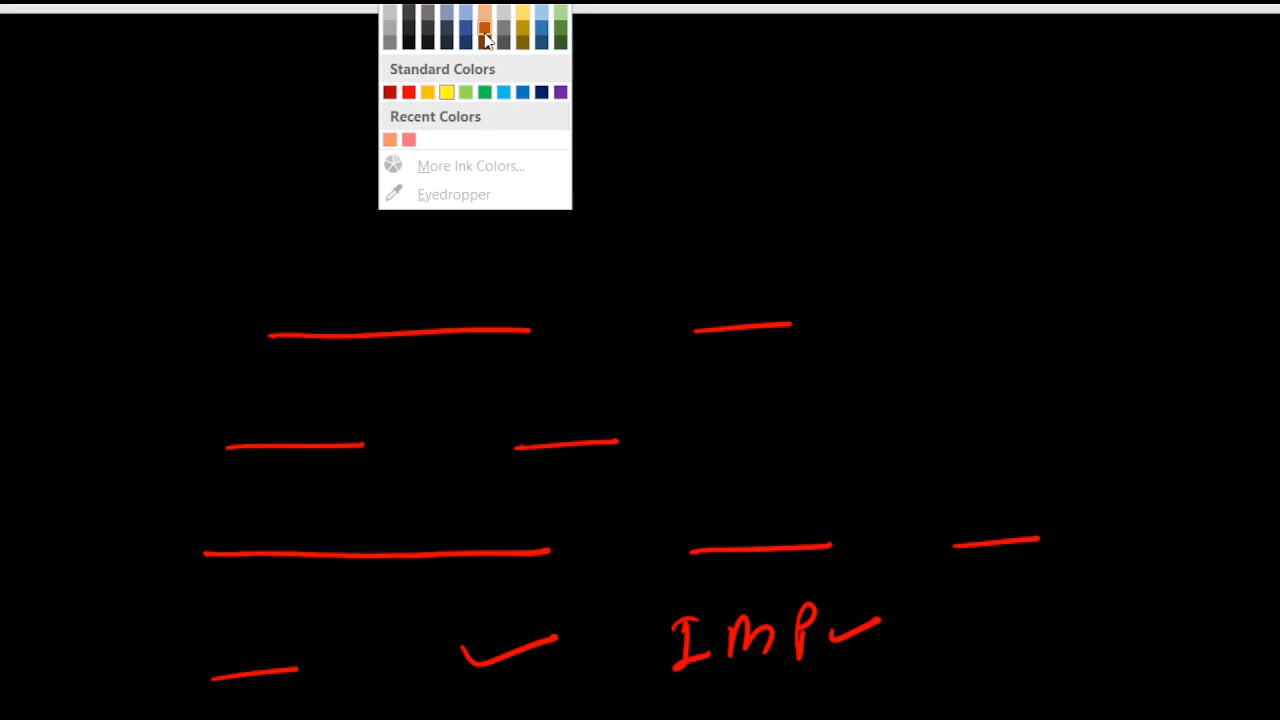 Standard Colors
Recent Colors
More Ink Colors...
Eyedropper
Imp